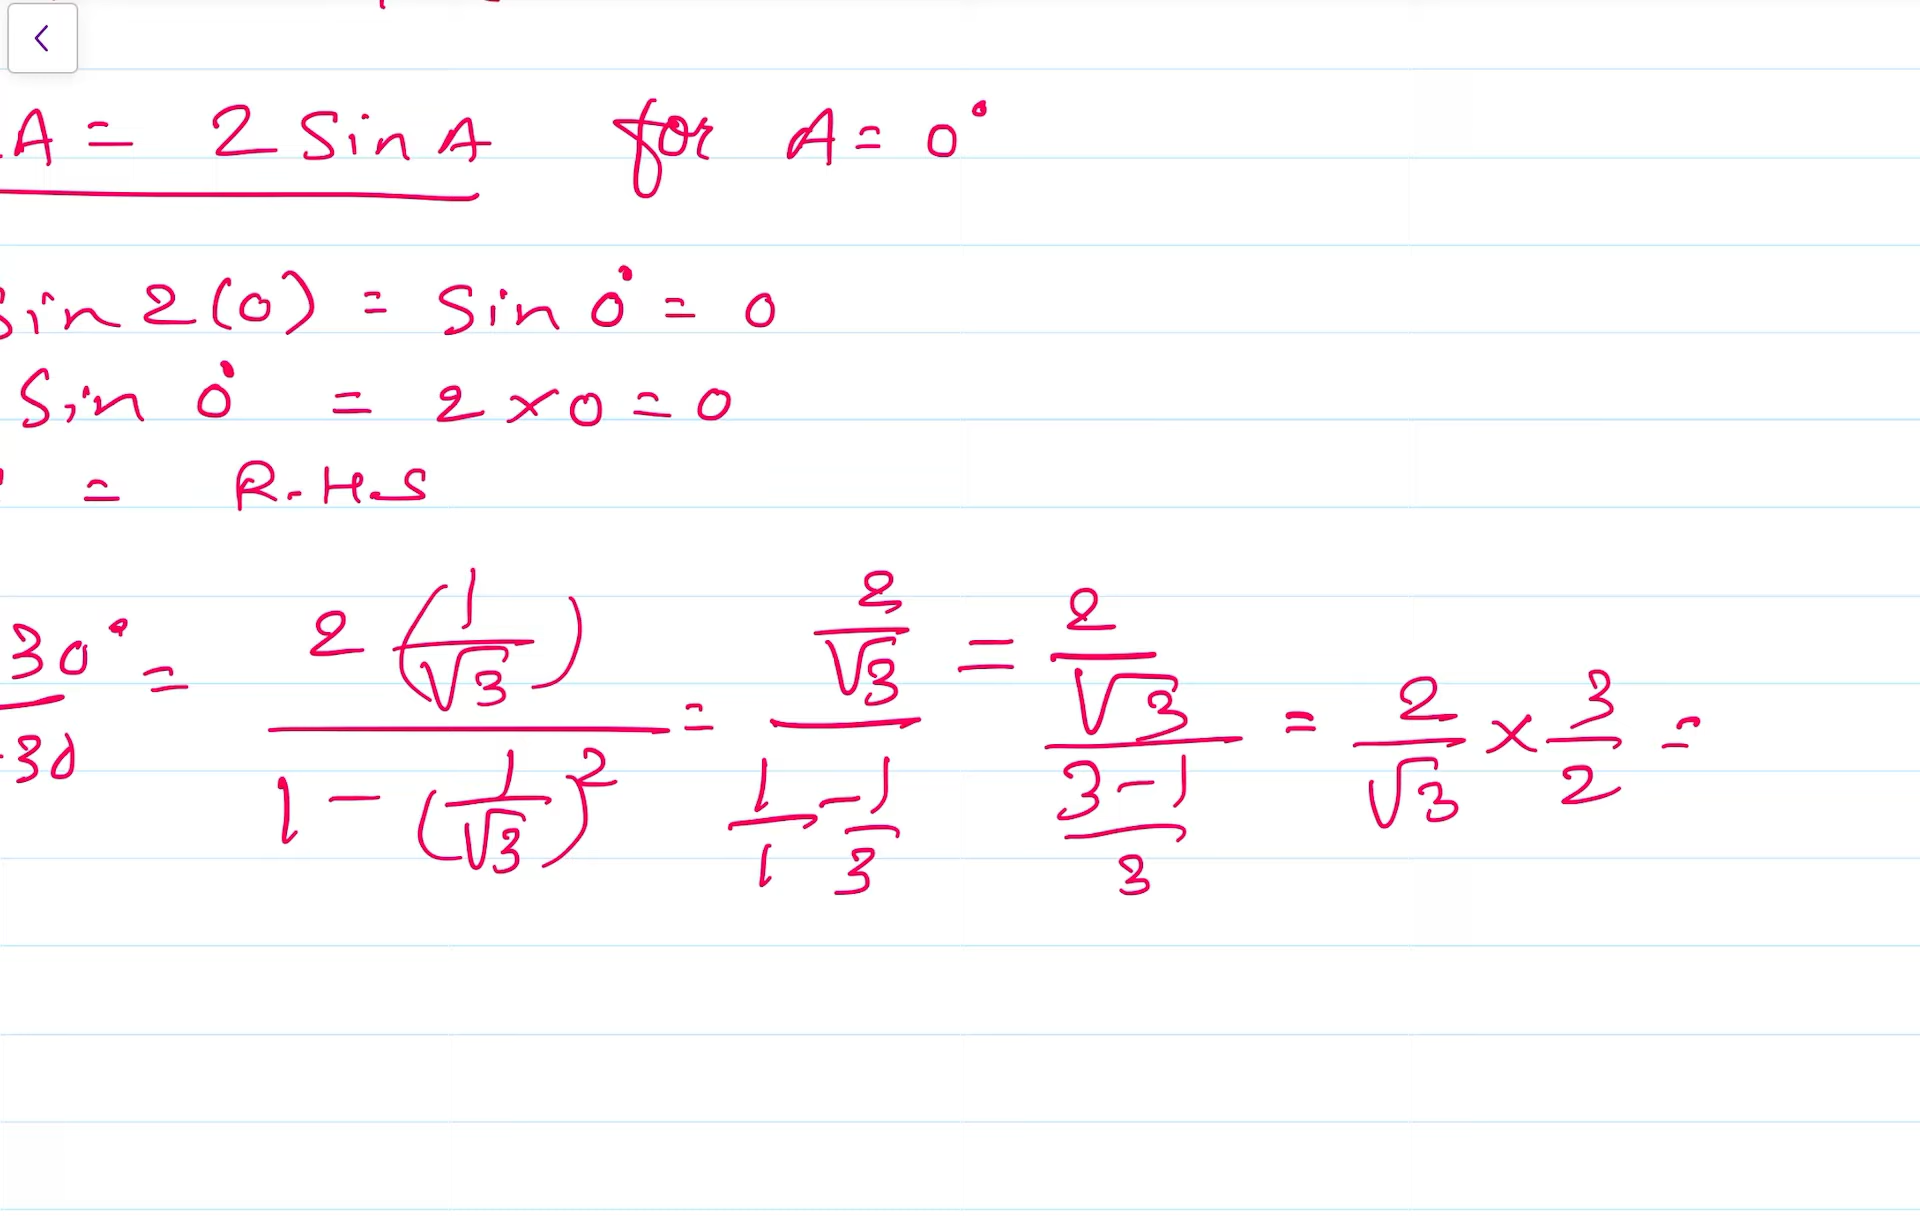 A = 2 Sin A for A = 0°
Sin 2(0) = Sin 0° = 0
Sin 0° = 2 × 0 = 0
= R.H.S
30° = 2(1/√3) = 2/√3 = 2/√3 = 2/√3 × 3/2 =
30 1 - (1/√3)² 1/1 - 1/3 3-1/3